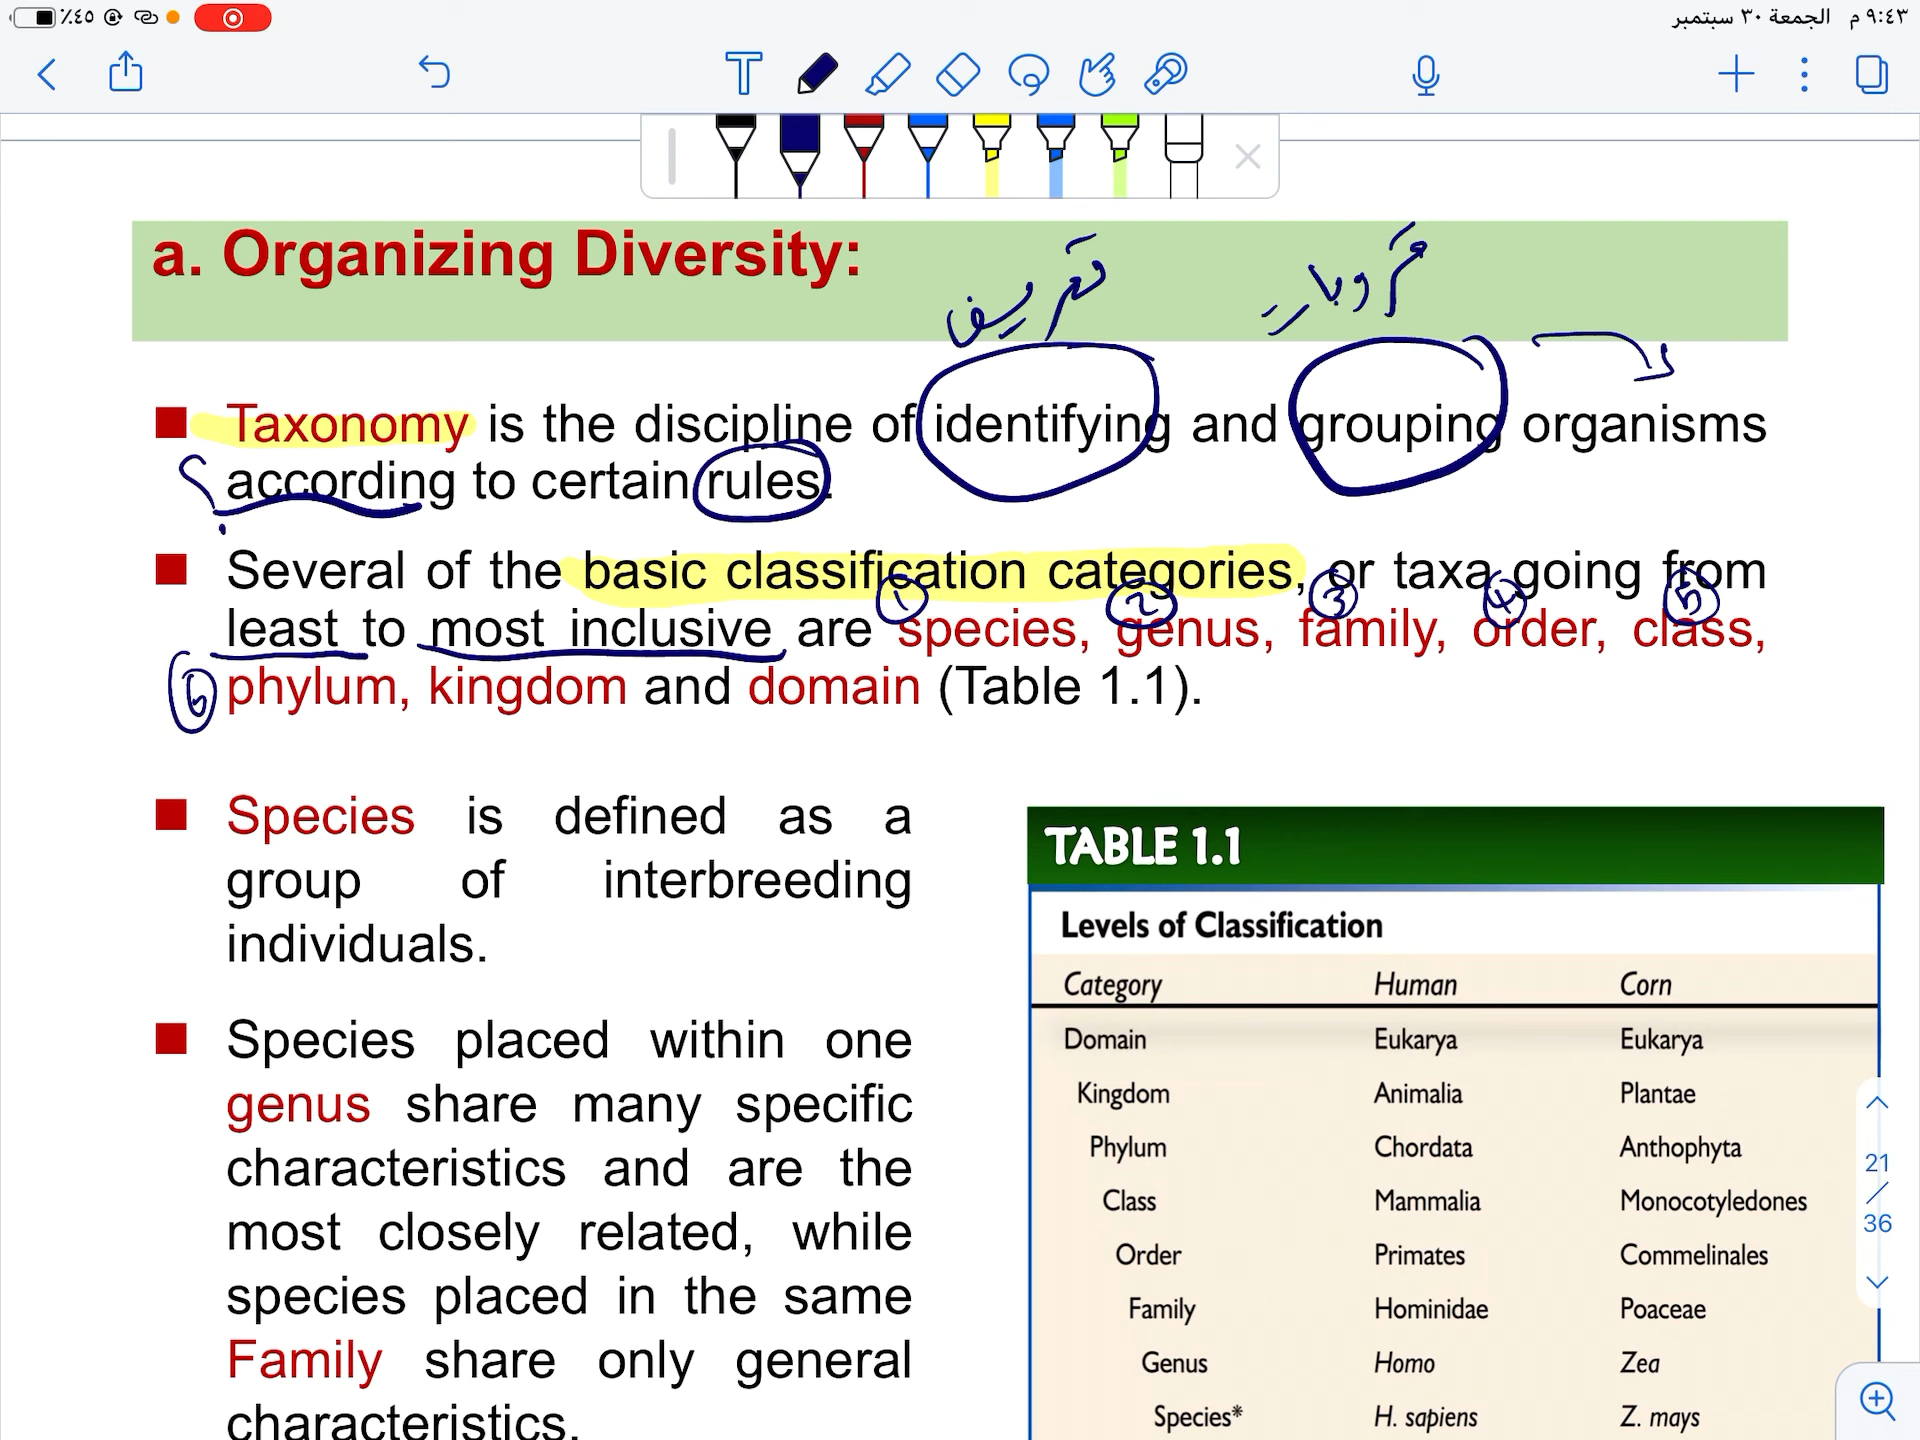 ٪٤٥
٩:٤٣ م الجمعة ٣٠ سبتمبر
a. Organizing Diversity:
تعريف
Taxonomy is the discipline of identifying and grouping organisms
according to certain rules.
Several of the basic classification categories, or taxa going from
1 2 3 4 5
least to most inclusive are species, genus, family, order, class,
6 phylum, kingdom and domain (Table 1.1).
Species is defined as a
group of interbreeding
individuals.
Species placed within one
genus share many specific
characteristics and are the
most closely related, while
species placed in the same
Family share only general
characteristics.
TABLE 1.1
Levels of Classification
Category Human Corn
Domain Eukarya Eukarya
Kingdom Animalia Plantae
Phylum Chordata Anthophyta
Class Mammalia Monocotyledones
Order Primates Commelinales
Family Hominidae Poaceae
Genus Homo Zea
Species* H. sapiens Z. mays
21
/
36